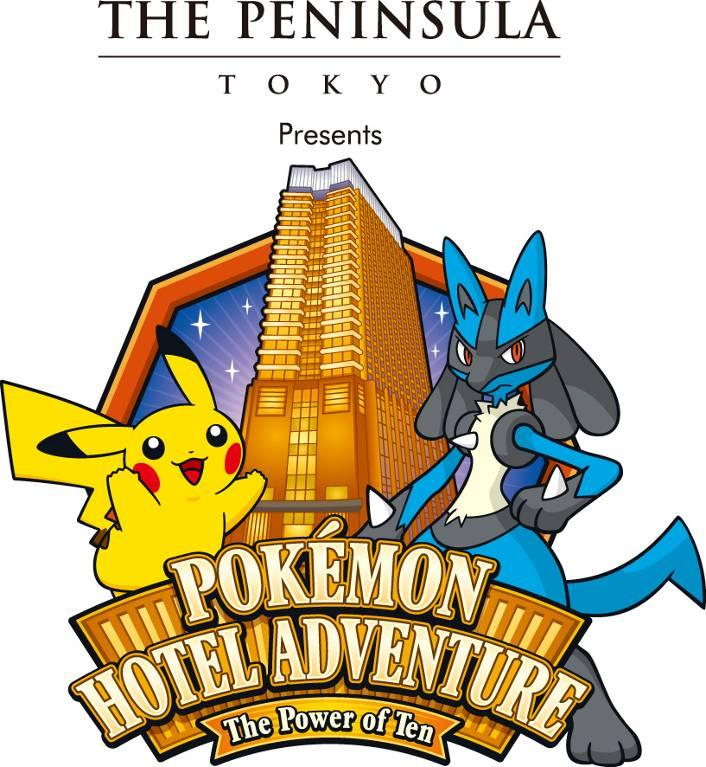 THE PENINSULA
TOKYO
Presents
POKÉMON
HOTEL ADVENTURE
The Power of Ten